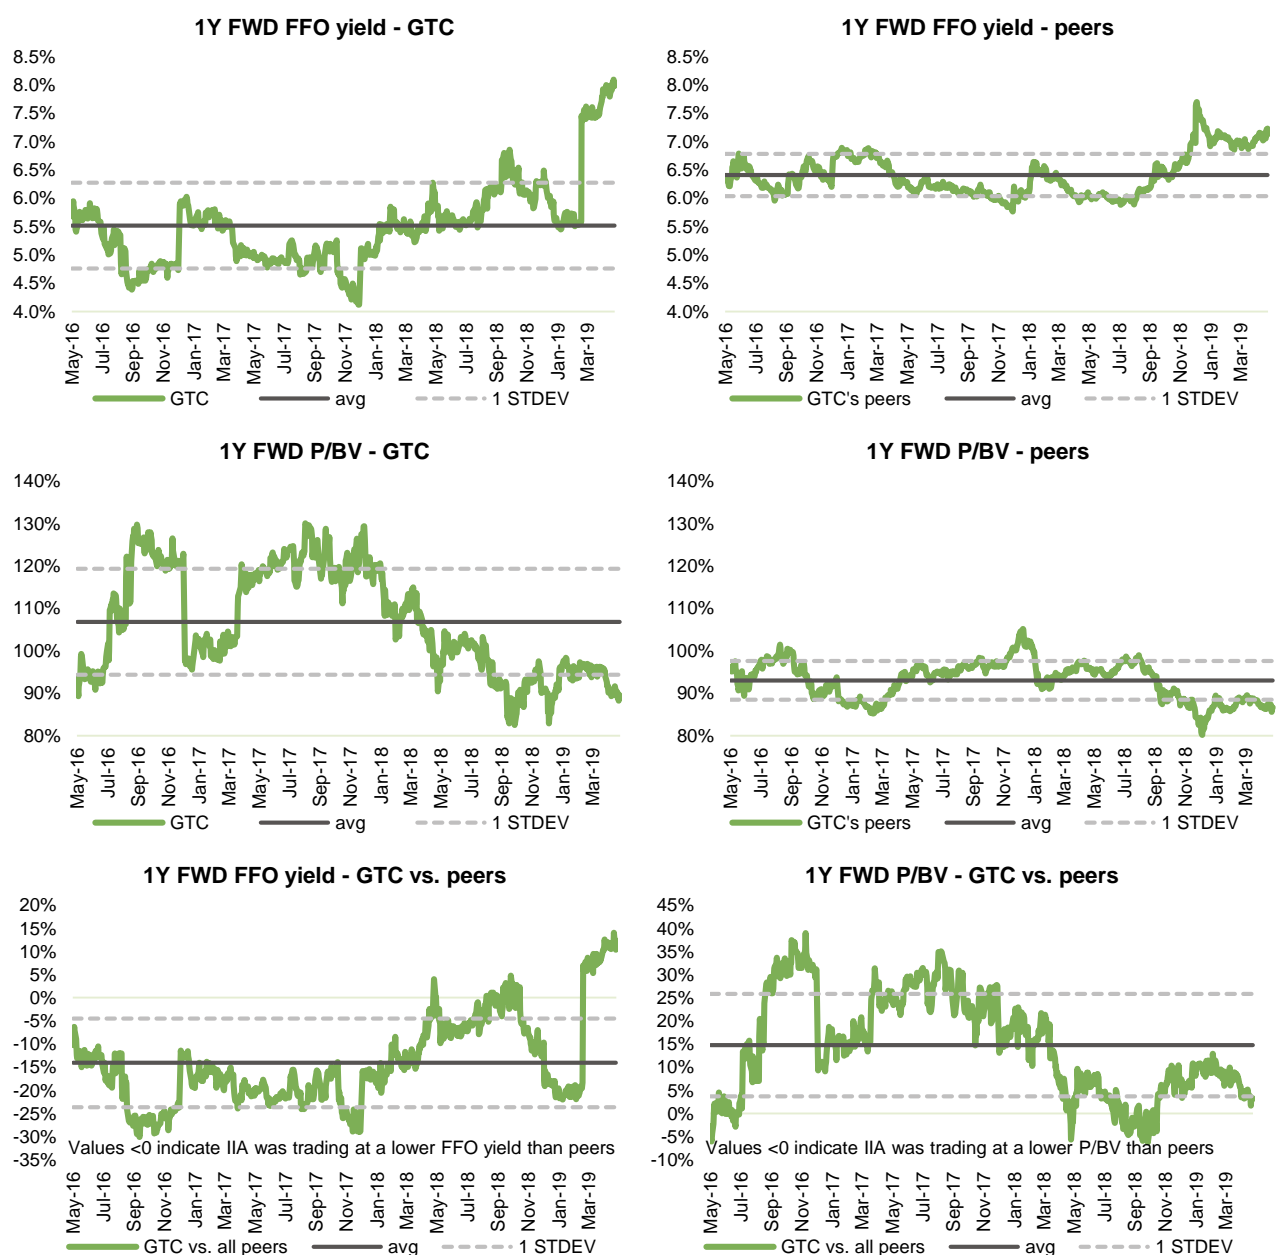 1Y FWD FFO yield - GTC
8.5%
8.0%
7.5%
7.0%
6.5%
6.0%
5.5%
5.0%
4.5%
4.0%
May-16
Jul-16
Sep-16
Nov-16
Jan-17
Mar-17
May-17
Jul-17
Sep-17
Nov-17
Jan-18
Mar-18
May-18
Jul-18
Sep-18
Nov-18
Jan-19
Mar-19
GTC avg 1 STDEV
1Y FWD FFO yield - peers
8.5%
8.0%
7.5%
7.0%
6.5%
6.0%
5.5%
5.0%
4.5%
4.0%
May-16
Jul-16
Sep-16
Nov-16
Jan-17
Mar-17
May-17
Jul-17
Sep-17
Nov-17
Jan-18
Mar-18
May-18
Jul-18
Sep-18
Nov-18
Jan-19
Mar-19
GTC's peers avg 1 STDEV
1Y FWD P/BV - GTC
140%
130%
120%
110%
100%
90%
80%
May-16
Jul-16
Sep-16
Nov-16
Jan-17
Mar-17
May-17
Jul-17
Sep-17
Nov-17
Jan-18
Mar-18
May-18
Jul-18
Sep-18
Nov-18
Jan-19
Mar-19
GTC avg 1 STDEV
1Y FWD P/BV - peers
140%
130%
120%
110%
100%
90%
80%
May-16
Jul-16
Sep-16
Nov-16
Jan-17
Mar-17
May-17
Jul-17
Sep-17
Nov-17
Jan-18
Mar-18
May-18
Jul-18
Sep-18
Nov-18
Jan-19
Mar-19
GTC's peers avg 1 STDEV
1Y FWD FFO yield - GTC vs. peers
20%
15%
10%
5%
0%
-5%
-10%
-15%
-20%
-25%
-30%
-35%
Values <0 indicate IIA was trading at a lower FFO yield than peers
May-16
Jul-16
Sep-16
Nov-16
Jan-17
Mar-17
May-17
Jul-17
Sep-17
Nov-17
Jan-18
Mar-18
May-18
Jul-18
Sep-18
Nov-18
Jan-19
Mar-19
GTC vs. all peers avg 1 STDEV
1Y FWD P/BV - GTC vs. peers
45%
40%
35%
30%
25%
20%
15%
10%
5%
0%
-5%
-10%
Values <0 indicate IIA was trading at a lower P/BV than peers
May-16
Jul-16
Sep-16
Nov-16
Jan-17
Mar-17
May-17
Jul-17
Sep-17
Nov-17
Jan-18
Mar-18
May-18
Jul-18
Sep-18
Nov-18
Jan-19
Mar-19
GTC vs. all peers avg 1 STDEV